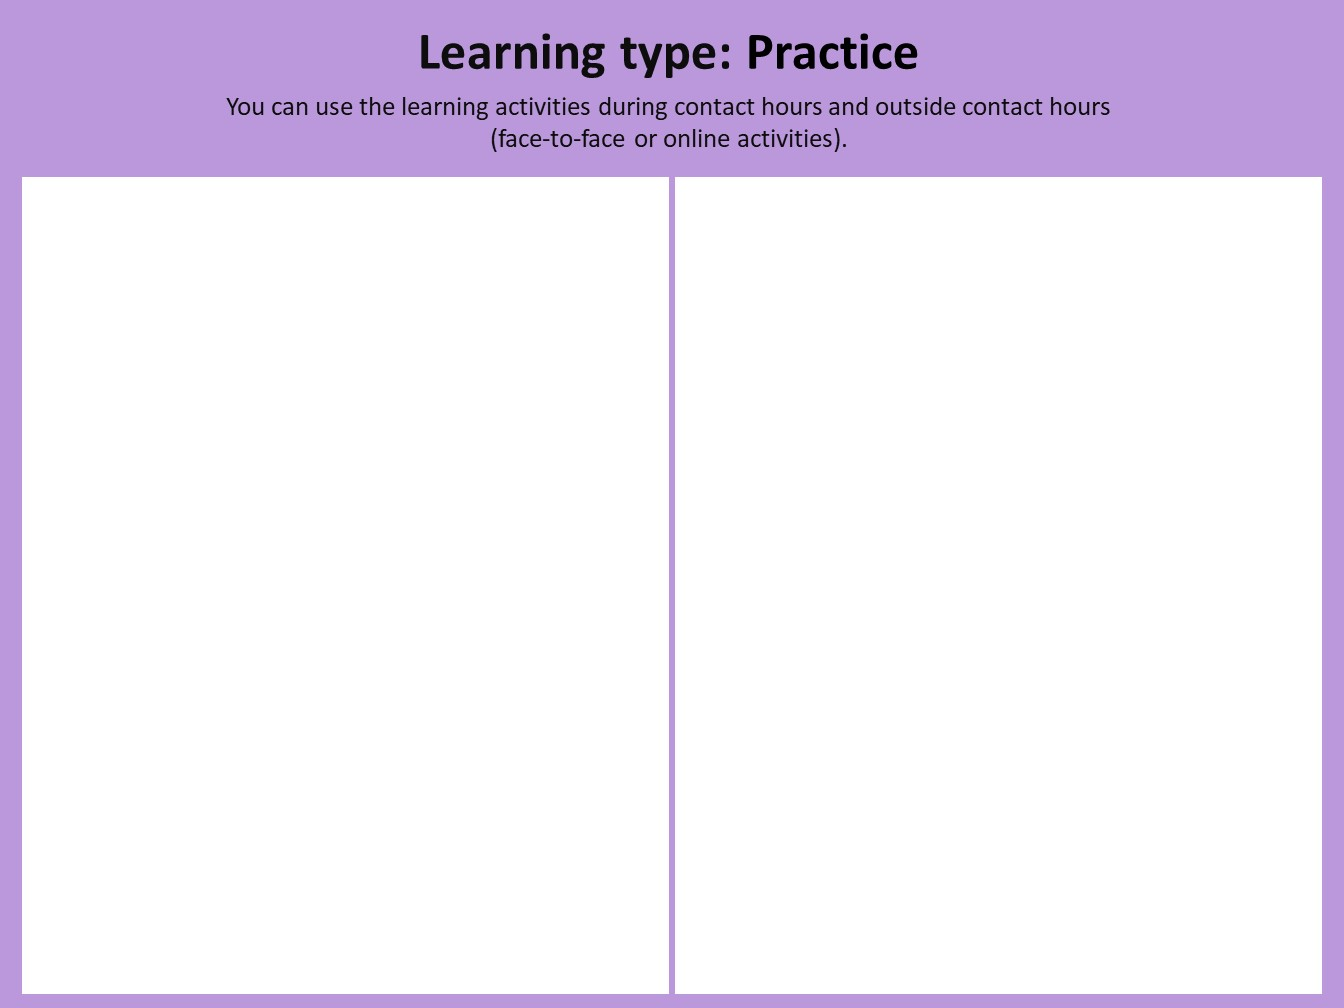 Learning type: Practice
You can use the learning activities during contact hours and outside contact hours
(face-to-face or online activities).